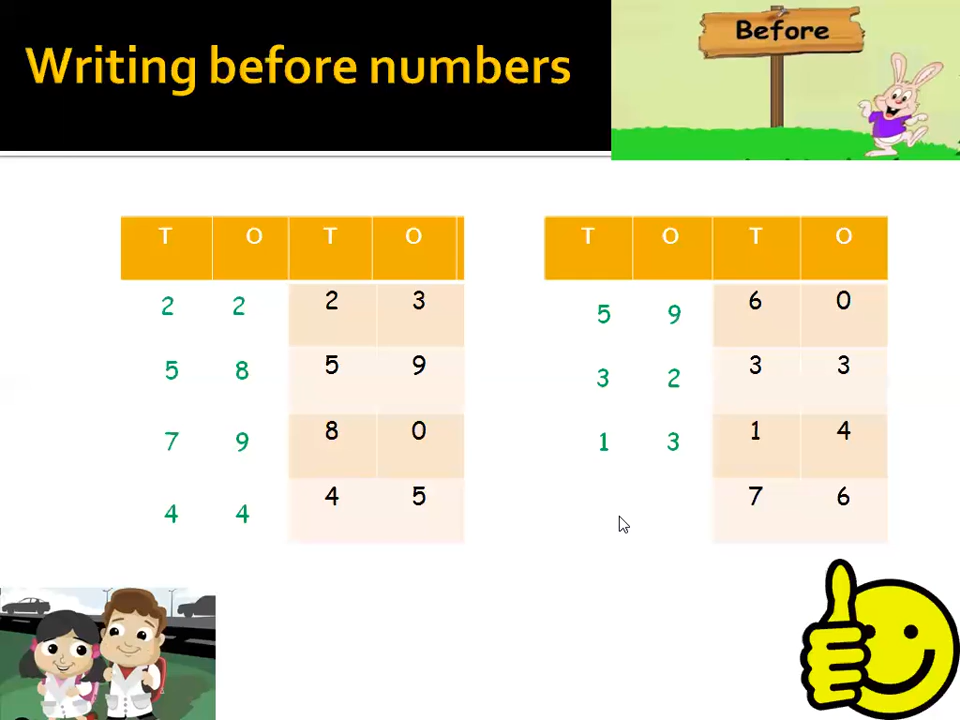 Writing before numbers
Before
T O T O
2 2 2 3
5 8 5 9
7 9 8 0
4 4 4 5
T O T O
5 9 6 0
3 2 3 3
1 3 1 4
7 6